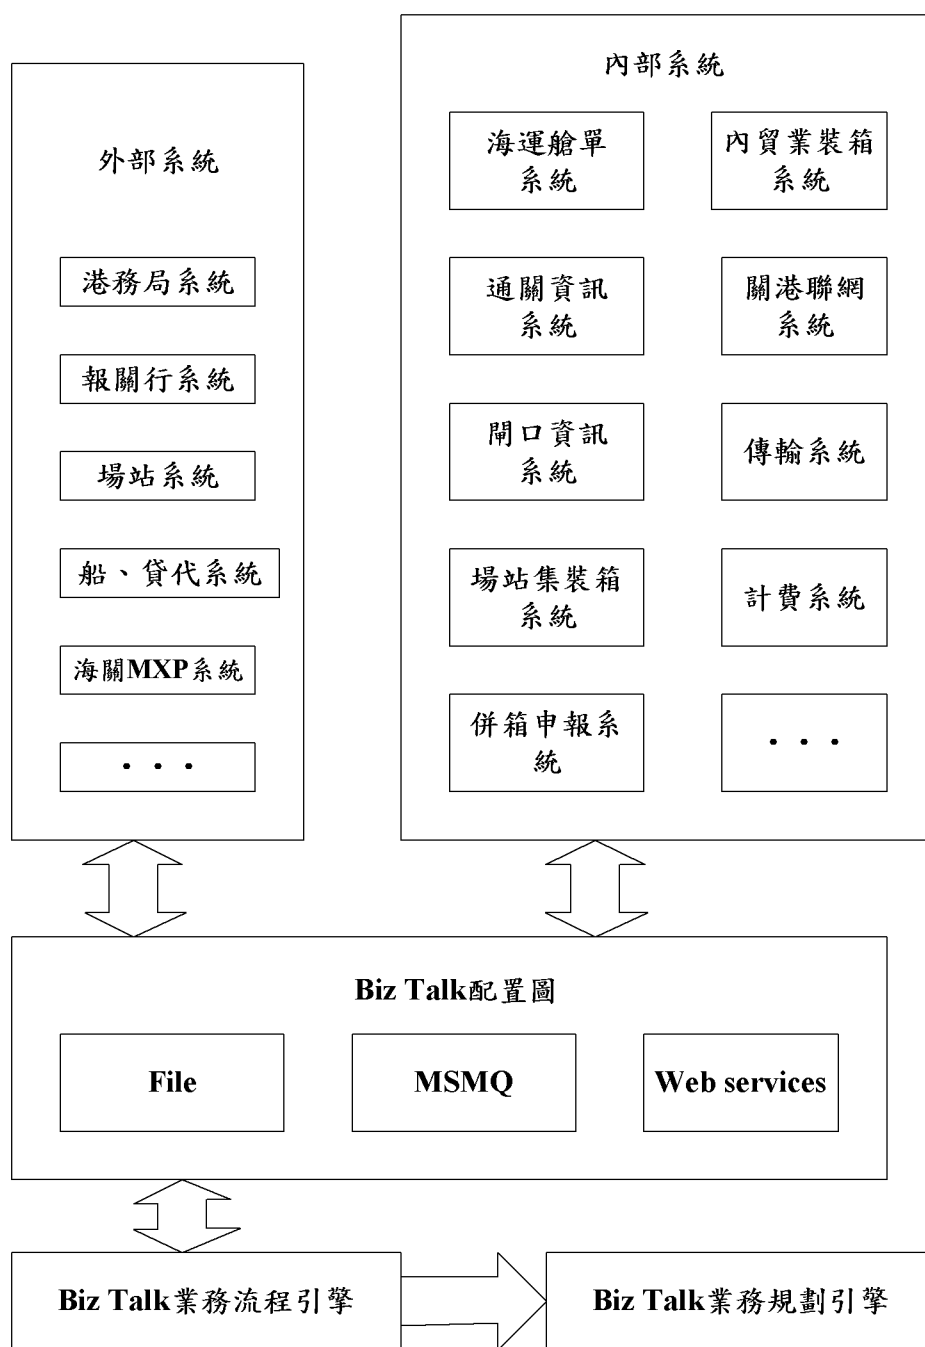 外部系統
港務局系統
報關行系統
場站系統
船、貸代系統
海關MXP系統
···
內部系統
海運艙單
系統
內貿業裝箱
系統
通關資訊
系統
關港聯網
系統
閘口資訊
系統
傳輸系統
場站集裝箱
系統
計費系統
併箱申報系
統
···
Biz Talk配置圖
File
MSMQ
Web services
Biz Talk業務流程引擎
Biz Talk業務規劃引擎